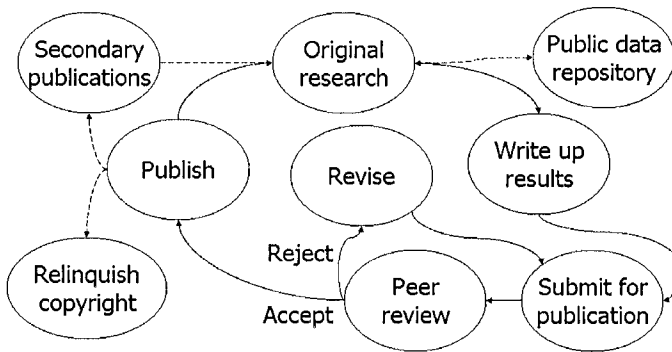 Secondary
publications
Original
research
Public data
repository
Publish
Revise
Write up
results
Reject
Relinquish
copyright
Accept
Peer
review
Submit for
publication